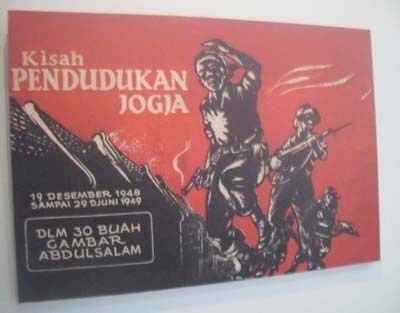 Kisah
PENDUDUKAN
JOGJA
19 DESEMBER 1948
SAMPAI 29 DJUNI 1949
DLM 30 BUAH
GAMBAR
ABDULSALAM